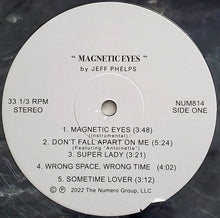 " MAGNETIC EYES "
by JEFF PHELPS
33 1/3 RPM
STEREO
NUM814
SIDE ONE
1. MAGNETIC EYES (3:48)
(Instrumental)
2. DON'T FALL APART ON ME (5:24)
(Featuring "Antoinette")
3. SUPER LADY (3:21)
4. WRONG SPACE, WRONG TIME (4:02)
5. SOMETIME LOVER (3:12)
© 2022 The Numero Group, LLC